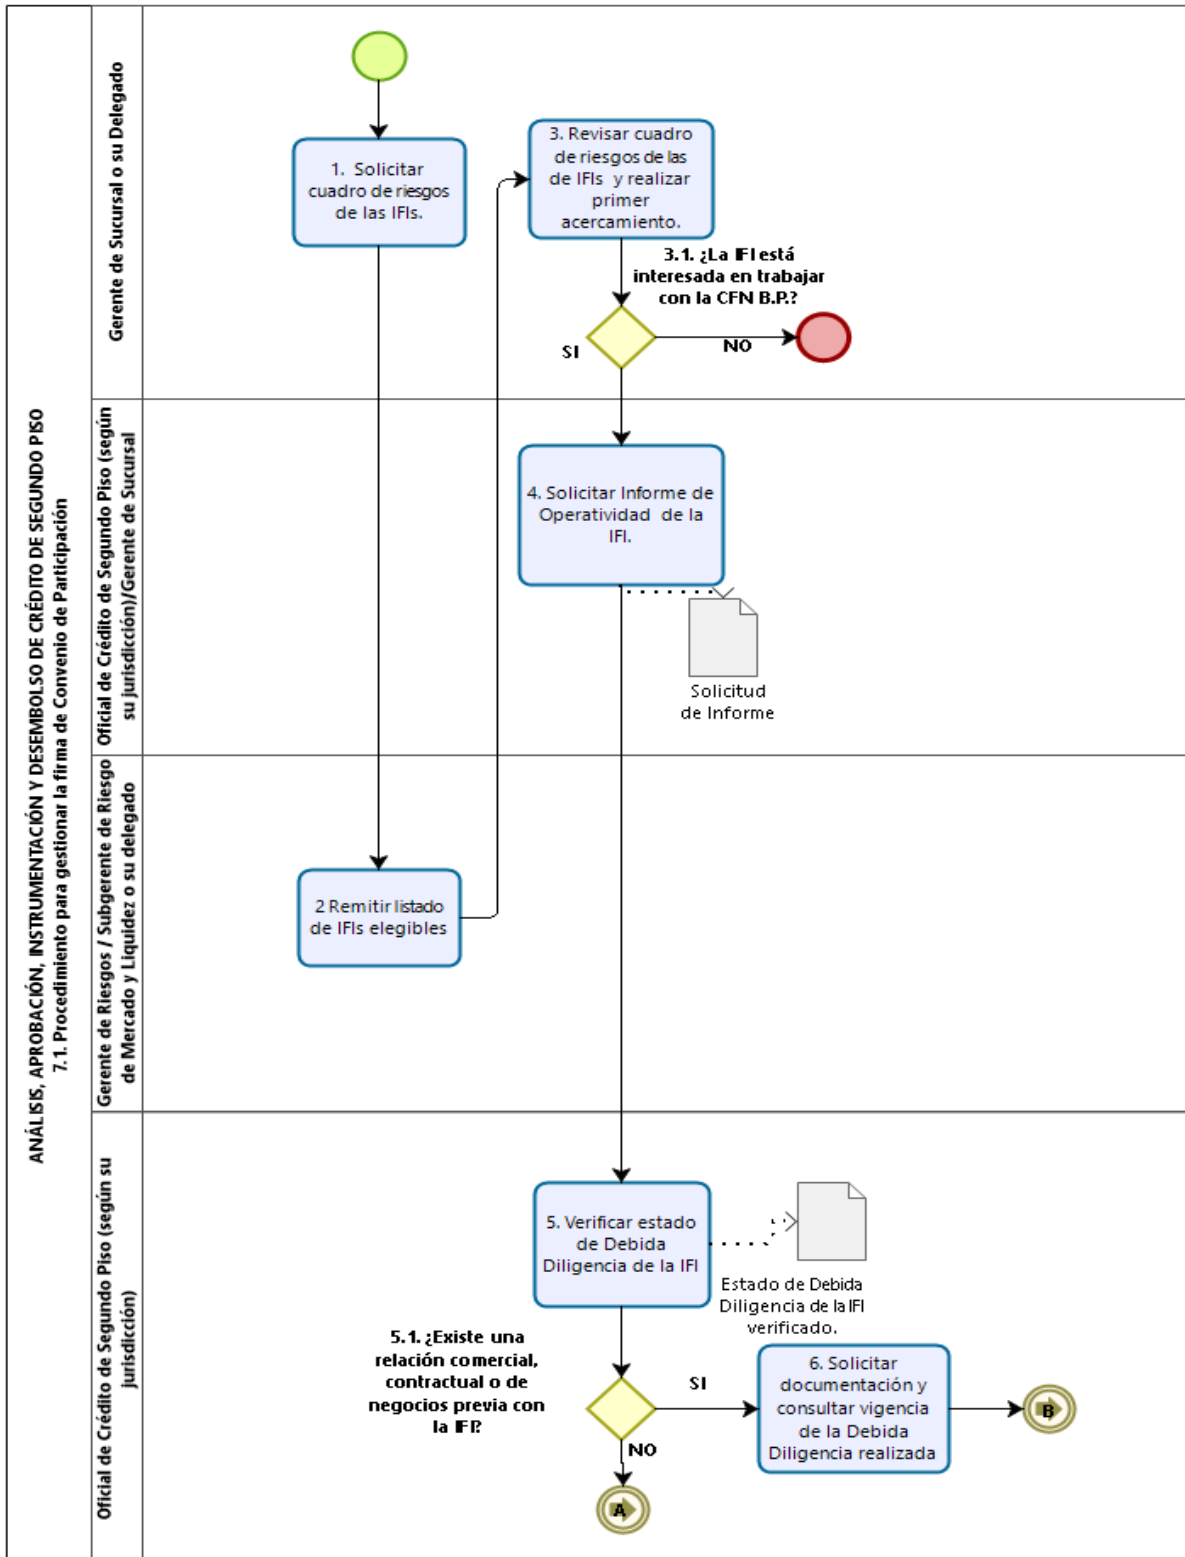 ANÁLISIS, APROBACIÓN, INSTRUMENTACIÓN Y DESEMBOLSO DE CRÉDITO DE SEGUNDO PISO
7.1. Procedimiento para gestionar la firma de Convenio de Participación
Gerente de Sucursal o su Delegado
1. Solicitar
cuadro de riesgos
de las IFIs.
3. Revisar cuadro
de riesgos de las
de IFIs y realizar
primer
acercamiento.
3.1. ¿La IFI está
interesada en trabajar
con la CFN B.P.?
SI
NO
Oficial de Crédito de Segundo Piso (según
su jurisdicción)/Gerente de Sucursal
4. Solicitar Informe de
Operatividad de la
IFI.
Solicitud
de Informe
Gerente de Riesgos / Subgerente de Riesgo
de Mercado y Liquidez o su delegado
2 Remitir listado
de IFIs elegibles
Oficial de Crédito de Segundo Piso (según su
jurisdicción)
5. Verificar estado
de Debida
Diligencia de la IFI
Estado de Debida
Diligencia de la IFI
verificado.
5.1. ¿Existe una
relación comercial,
contractual o de
negocios previa con
la IFI?
SI
NO
6. Solicitar
documentación y
consultar vigencia
de la Debida
Diligencia realizada
B
A